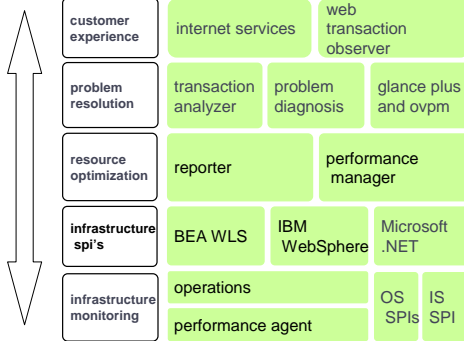 customer
experience
internet services
web
transaction
observer
problem
resolution
transaction
analyzer
problem
diagnosis
glance plus
and ovpm
resource
optimization
reporter
performance
manager
infrastructure
spi's
BEA WLS
IBM
WebSphere
Microsoft
.NET
infrastructure
monitoring
operations
performance agent
OS
SPIs
IS
SPI